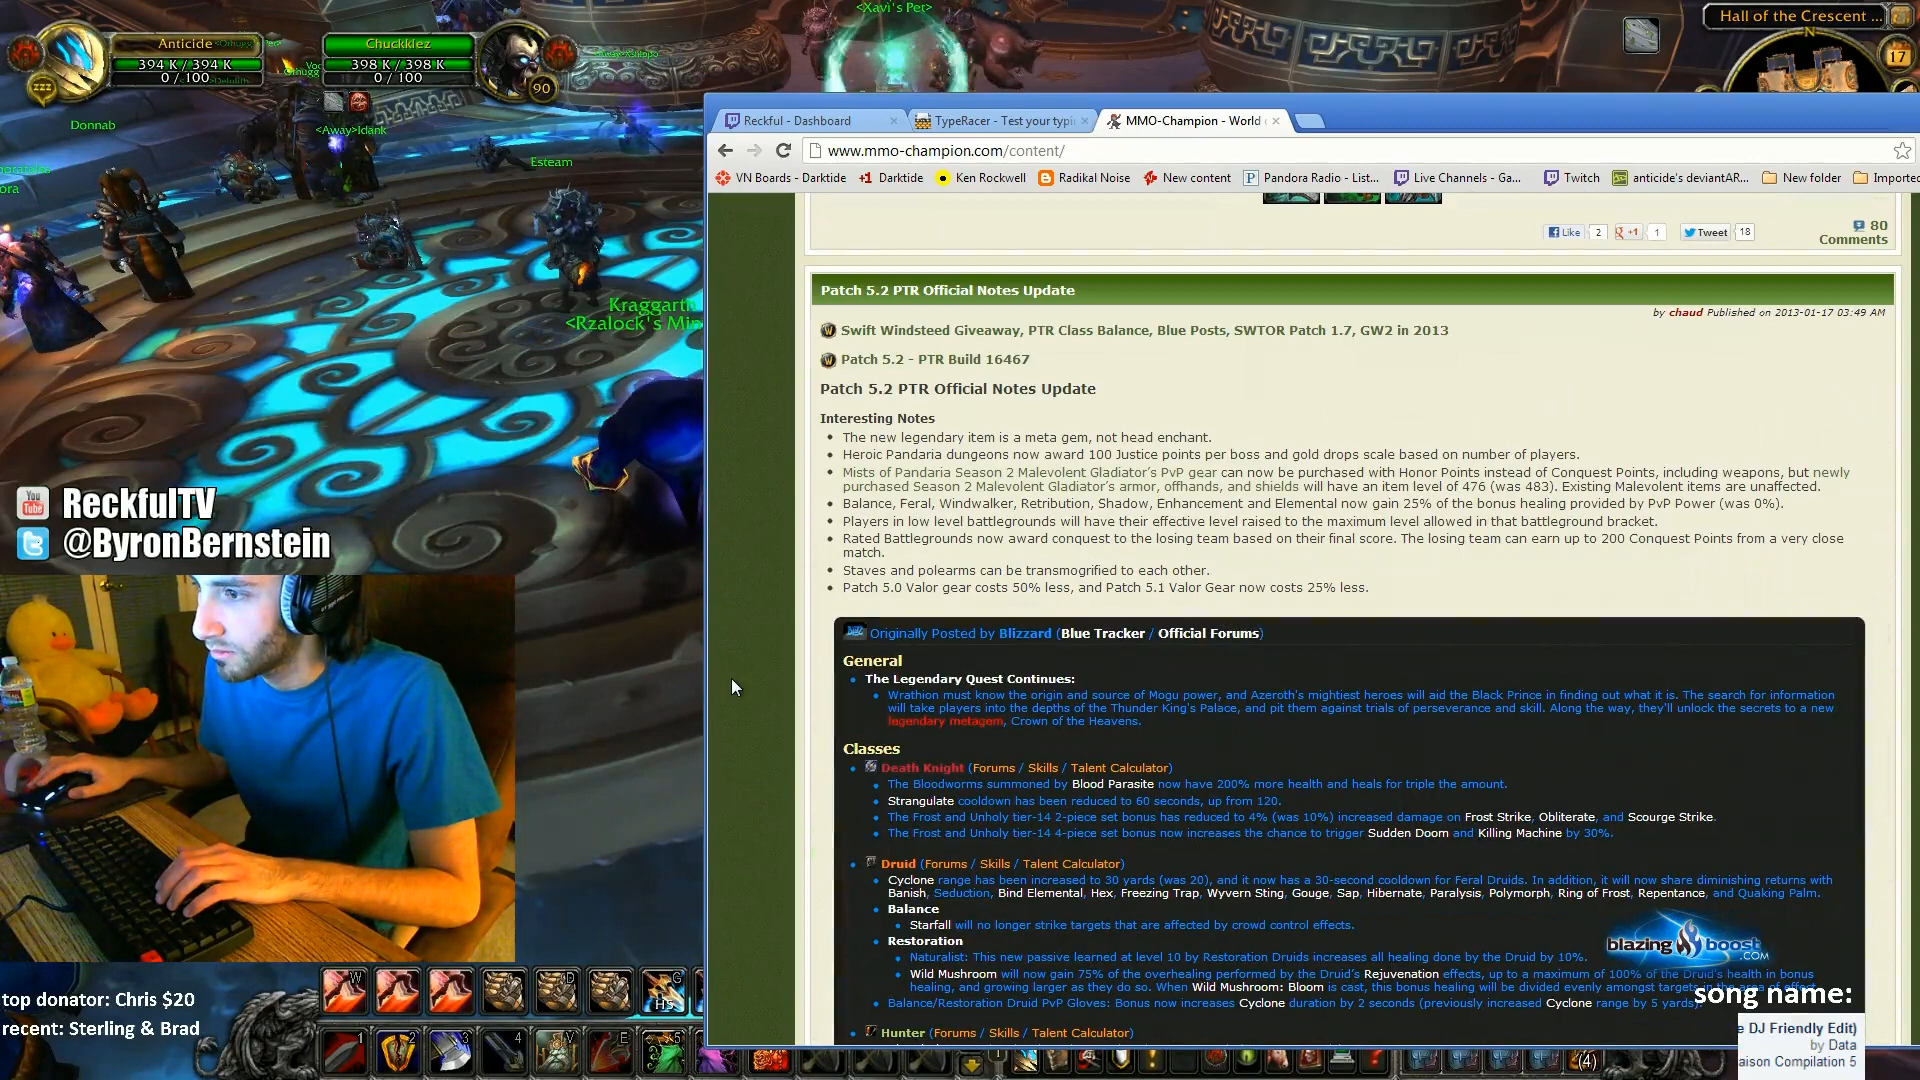 <Xavi's Pet>
Hall of the Crescent ...
N
17
Anticide
394 K / 394 K
0 / 100
zzz
Chuckklez
398 K / 398 K
0 / 100
90
Donnab
<Away>Idank
Esteam
ora
Kraggarth
<Rzalock's Min
Reckful - Dashboard
TypeRacer - Test your typi
MMO-Champion - World
www.mmo-champion.com/content/
VN Boards - Darktide
+1 Darktide
Ken Rockwell
Radikal Noise
New content
Pandora Radio - List...
Live Channels - Ga...
Twitch
anticide's deviantAR...
New folder
Imported
Like 2
+1 1
Tweet 18
80
Comments
Patch 5.2 PTR Official Notes Update
by chaud Published on 2013-01-17 03:49 AM
Swift Windsteed Giveaway, PTR Class Balance, Blue Posts, SWTOR Patch 1.7, GW2 in 2013
Patch 5.2 - PTR Build 16467
Patch 5.2 PTR Official Notes Update
Interesting Notes
• The new legendary item is a meta gem, not head enchant.
• Heroic Pandaria dungeons now award 100 Justice points per boss and gold drops scale based on number of players.
• Mists of Pandaria Season 2 Malevolent Gladiator's PvP gear can now be purchased with Honor Points instead of Conquest Points, including weapons, but newly
purchased Season 2 Malevolent Gladiator's armor, offhands, and shields will have an item level of 476 (was 483). Existing Malevolent items are unaffected.
• Balance, Feral, Windwalker, Retribution, Shadow, Enhancement and Elemental now gain 25% of the bonus healing provided by PvP Power (was 0%).
• Players in low level battlegrounds will have their effective level raised to the maximum level allowed in that battleground bracket.
• Rated Battlegrounds now award conquest to the losing team based on their final score. The losing team can earn up to 200 Conquest Points from a very close
match.
• Staves and polearms can be transmogrified to each other.
• Patch 5.0 Valor gear costs 50% less, and Patch 5.1 Valor Gear now costs 25% less.
Originally Posted by Blizzard (Blue Tracker / Official Forums)
General
• The Legendary Quest Continues:
• Wrathion must know the origin and source of Mogu power, and Azeroth's mightiest heroes will aid the Black Prince in finding out what it is. The search for information
will take players into the depths of the Thunder King's Palace, and pit them against trials of perseverance and skill. Along the way, they'll unlock the secrets to a new
legendary metagem, Crown of the Heavens.
Classes
• Death Knight (Forums / Skills / Talent Calculator)
• The Bloodworms summoned by Blood Parasite now have 200% more health and heals for triple the amount.
• Strangulate cooldown has been reduced to 60 seconds, up from 120.
• The Frost and Unholy tier-14 2-piece set bonus has reduced to 4% (was 10%) increased damage on Frost Strike, Obliterate, and Scourge Strike.
• The Frost and Unholy tier-14 4-piece set bonus now increases the chance to trigger Sudden Doom and Killing Machine by 30%.
• Druid (Forums / Skills / Talent Calculator)
• Cyclone range has been increased to 30 yards (was 20), and it now has a 30-second cooldown for Feral Druids. In addition, it will now share diminishing returns with
Banish, Seduction, Bind Elemental, Hex, Freezing Trap, Wyvern Sting, Gouge, Sap, Hibernate, Paralysis, Polymorph, Ring of Frost, Repentance, and Quaking Palm.
• Balance
• Starfall will no longer strike targets that are affected by crowd control effects.
• Restoration
• Naturalist: This new passive learned at level 10 by Restoration Druids increases all healing done by the Druid by 10%.
• Wild Mushroom will now gain 75% of the overhealing performed by the Druid's Rejuvenation effects, up to a maximum of 100% of the Druid's health in bonus
healing, and growing larger as they do so. When Wild Mushroom: Bloom is cast, this bonus healing will be divided evenly amongst targets in the area of effect.
• Balance/Restoration Druid PvP Gloves: Bonus now increases Cyclone duration by 2 seconds (previously increased Cyclone range by 5 yards).
• Hunter (Forums / Skills / Talent Calculator)
You Tube ReckfulTV
@ByronBernstein
top donator: Chris $20
recent: Sterling & Brad
W
D
G
Hs
1
2
3
4
V
E
5
1
(4)
blazing boost
.COM
song name:
e DJ Friendly Edit)
by Data
aison Compilation 5